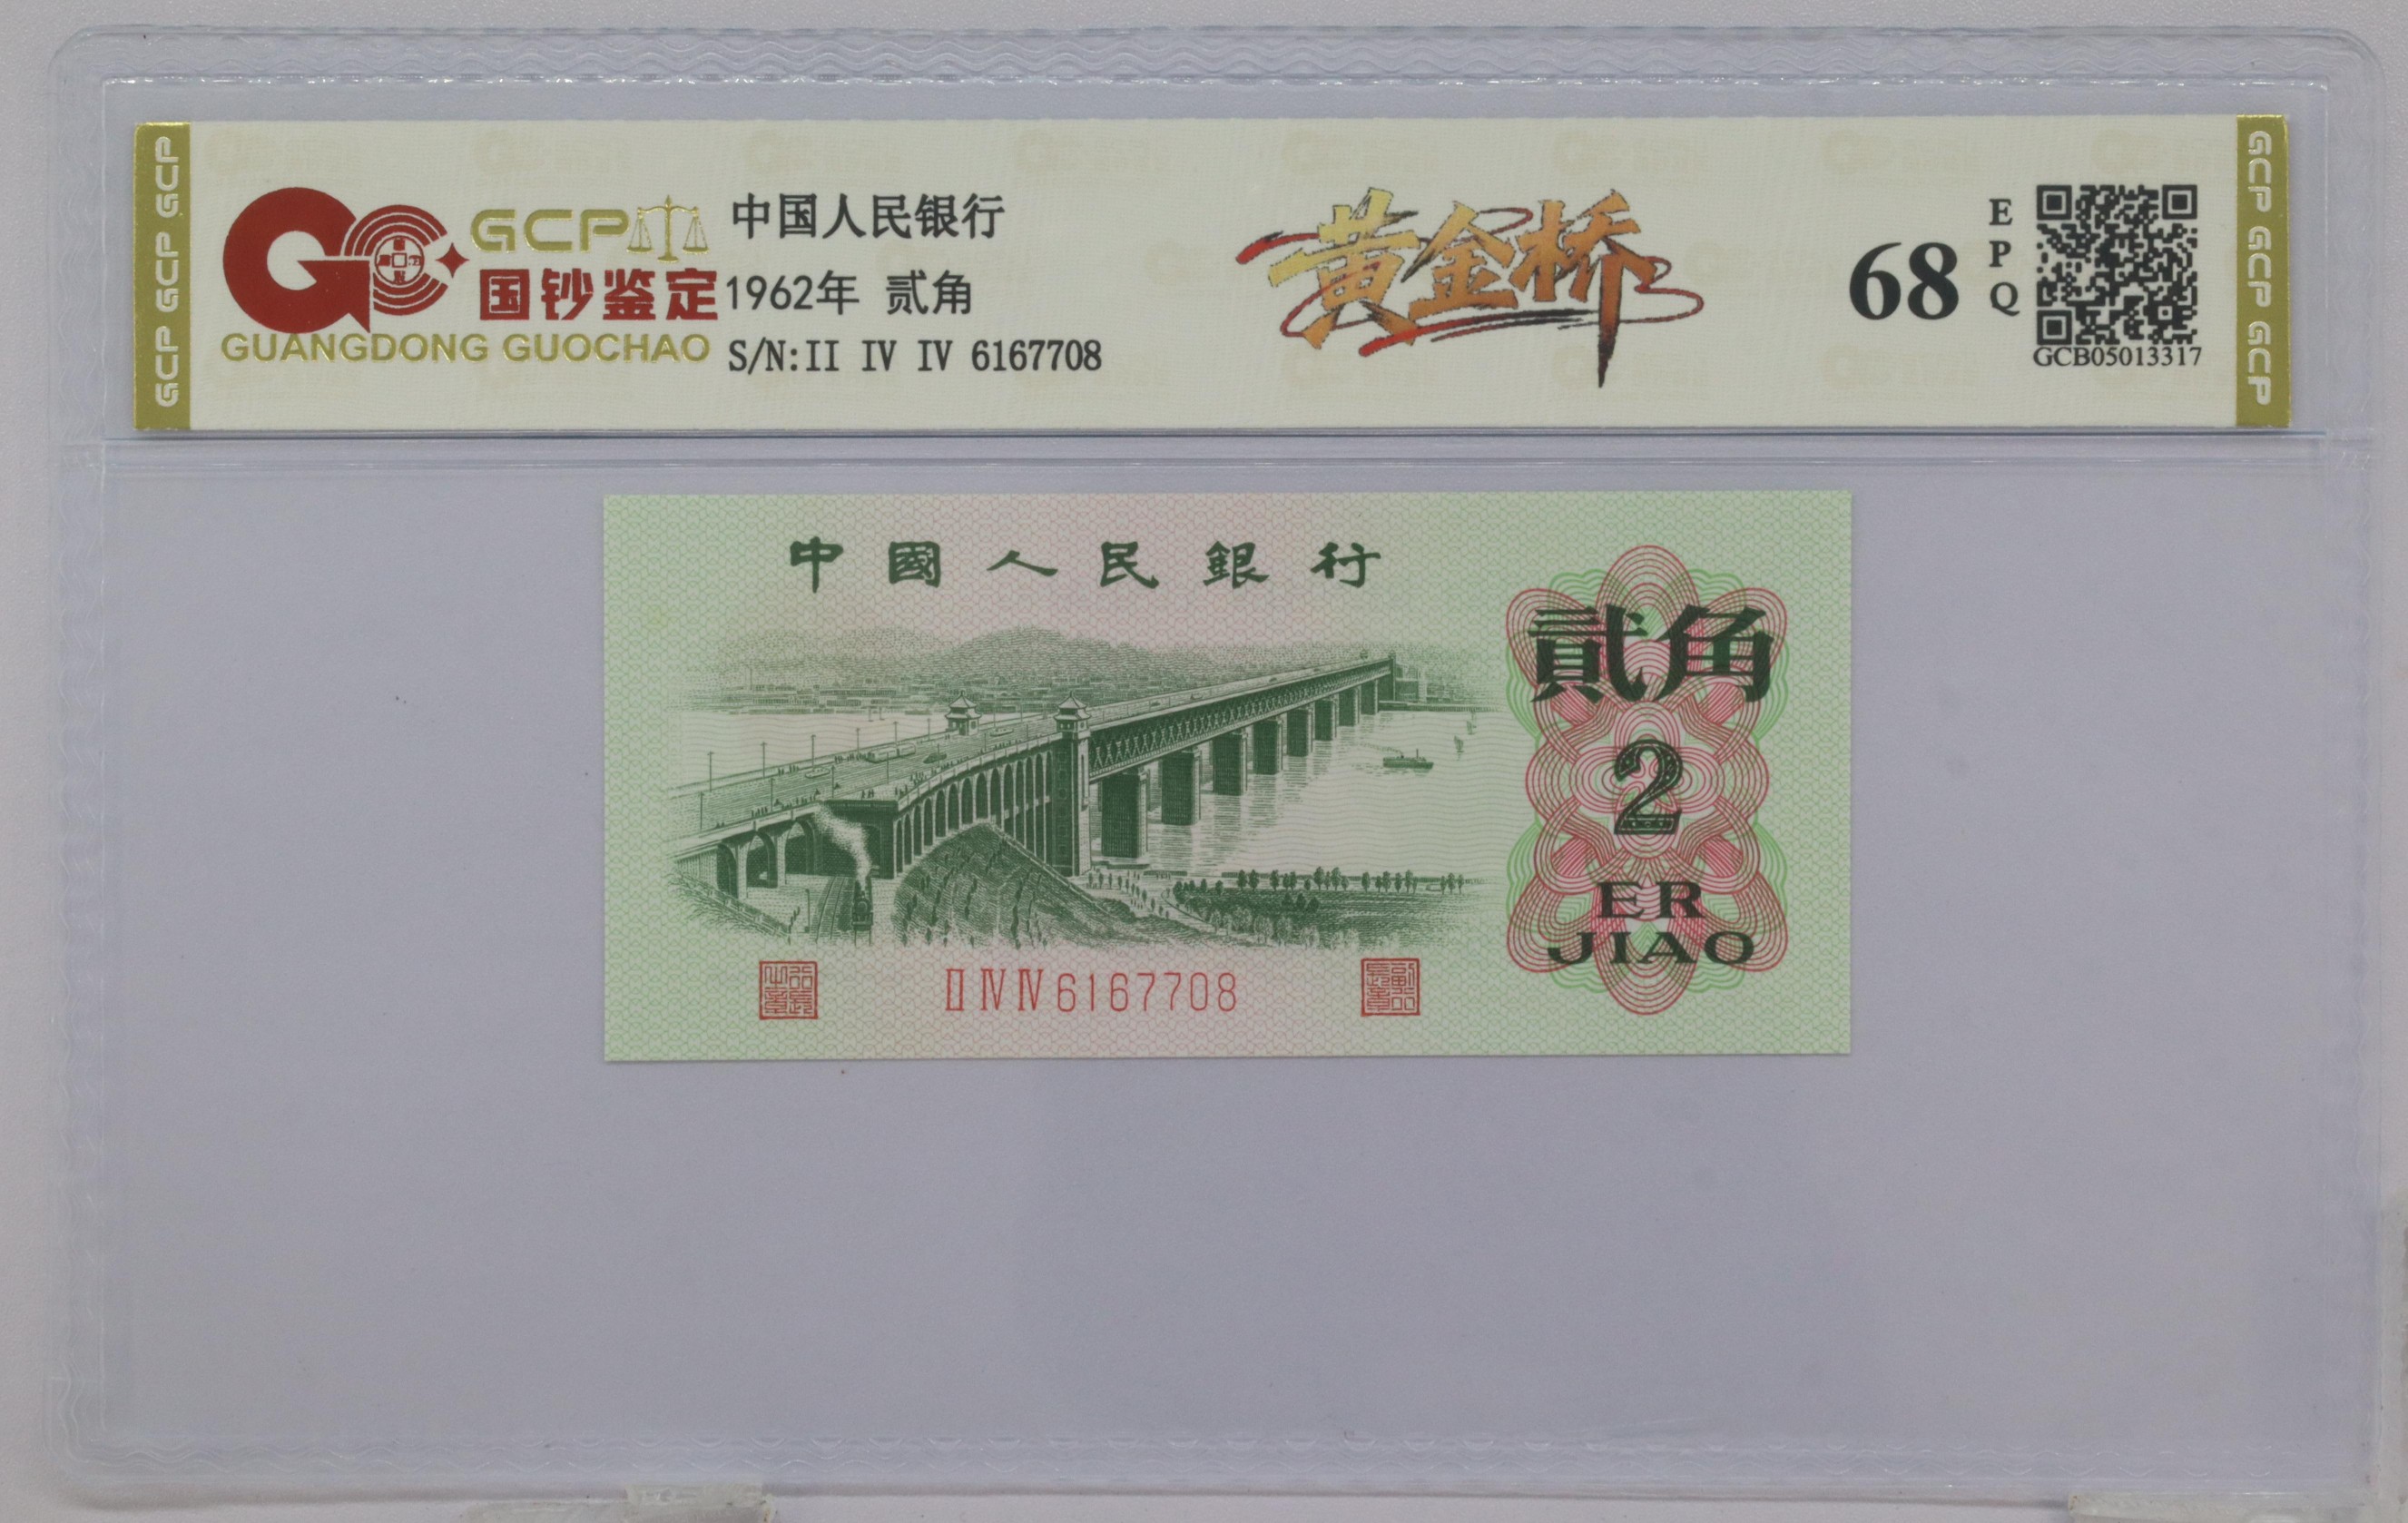 GCP GCP GCP
GCP
国钞鉴定
GUANGDONG GUOCHAO
中国人民银行
1962年 贰角
S/N:II IV IV 6167708
黄金桥
68
EPQ
GCB05013317
GCP GCP GCP
中國人民銀行
貳角
2
ER
JIAO
II IV IV 6167708